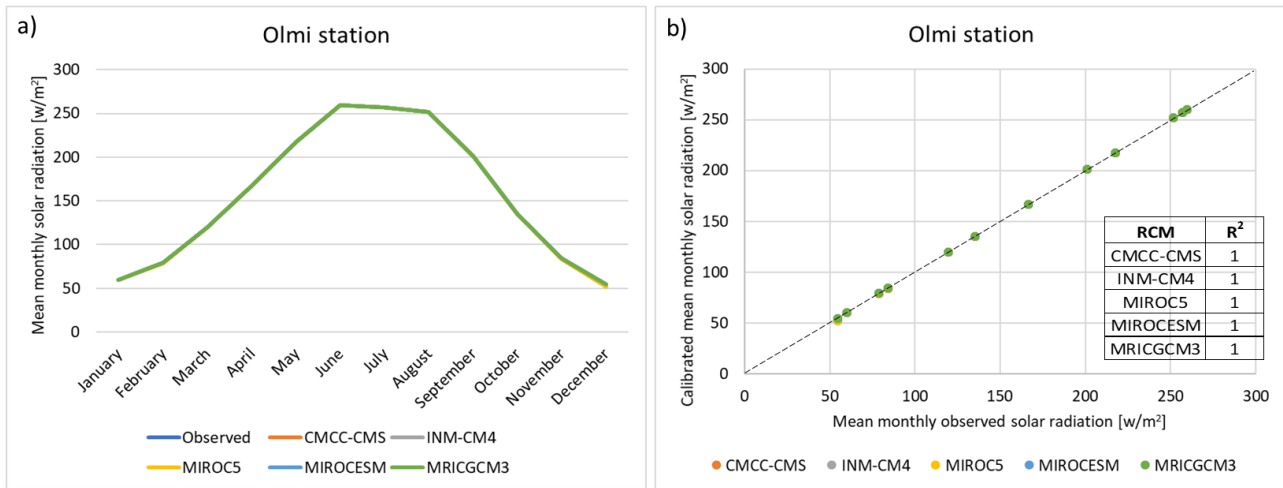 a)
Olmi station
Mean monthly solar radiation [w/m²]
300
250
200
150
100
50
0
January
February
March
April
May
June
July
August
September
October
November
December
Observed CMCC-CMS INM-CM4
MIROC5 MIROCESM MRICGCM3
b)
Olmi station
Calibrated mean monthly solar radiation [w/m²]
300
250
200
150
100
50
0
0 50 100 150 200 250 300
Mean monthly observed solar radiation [w/m²]
RCM R²
CMCC-CMS 1
INM-CM4 1
MIROC5 1
MIROCESM 1
MRICGCM3 1
CMCC-CMS INM-CM4 MIROC5 MIROCESM MRICGCM3